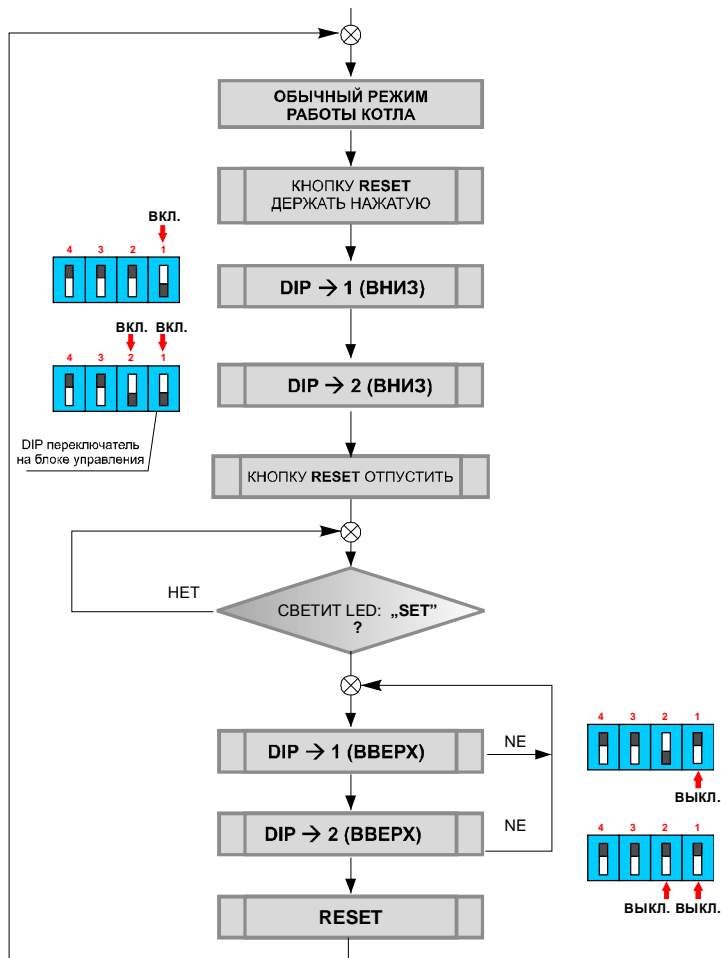 ОБЫЧНЫЙ РЕЖИМ
РАБОТЫ КОТЛА
КНОПКУ RESET
ДЕРЖАТЬ НАЖАТУЮ
ВКЛ.
4 3 2 1
DIP → 1 (ВНИЗ)
ВКЛ. ВКЛ.
4 3 2 1
DIP → 2 (ВНИЗ)
DIP переключатель
на блоке управления
КНОПКУ RESET ОТПУСТИТЬ
НЕТ
СВЕТИТ LED: „SET”
?
DIP → 1 (ВВЕРХ)
NE
4 3 2 1
ВЫКЛ.
DIP → 2 (ВВЕРХ)
NE
4 3 2 1
ВЫКЛ. ВЫКЛ.
RESET